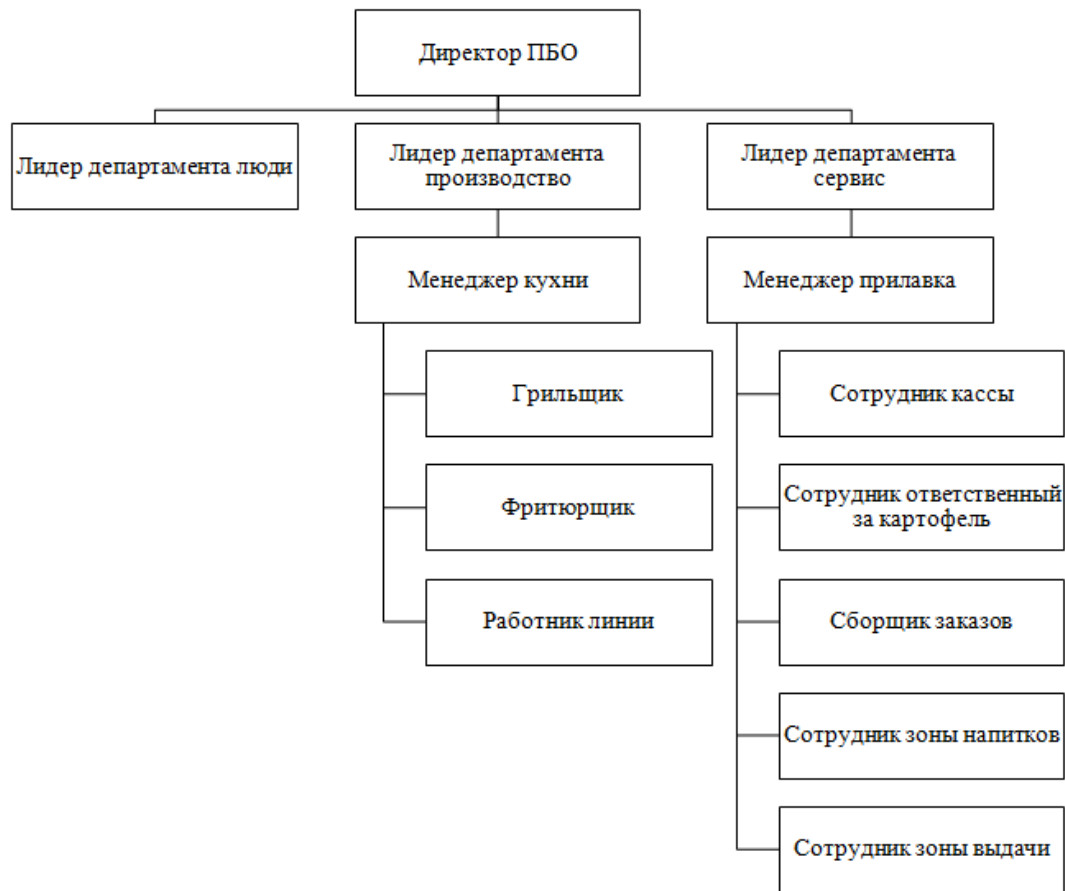 Директор ПБО
Лидер департамента люди
Лидер департамента
производство
Лидер департамента
сервис
Менеджер кухни
Менеджер прилавка
Грильщик
Сотрудник кассы
Фритюрщик
Сотрудник ответственный
за картофель
Работник линии
Сборщик заказов
Сотрудник зоны напитков
Сотрудник зоны выдачи